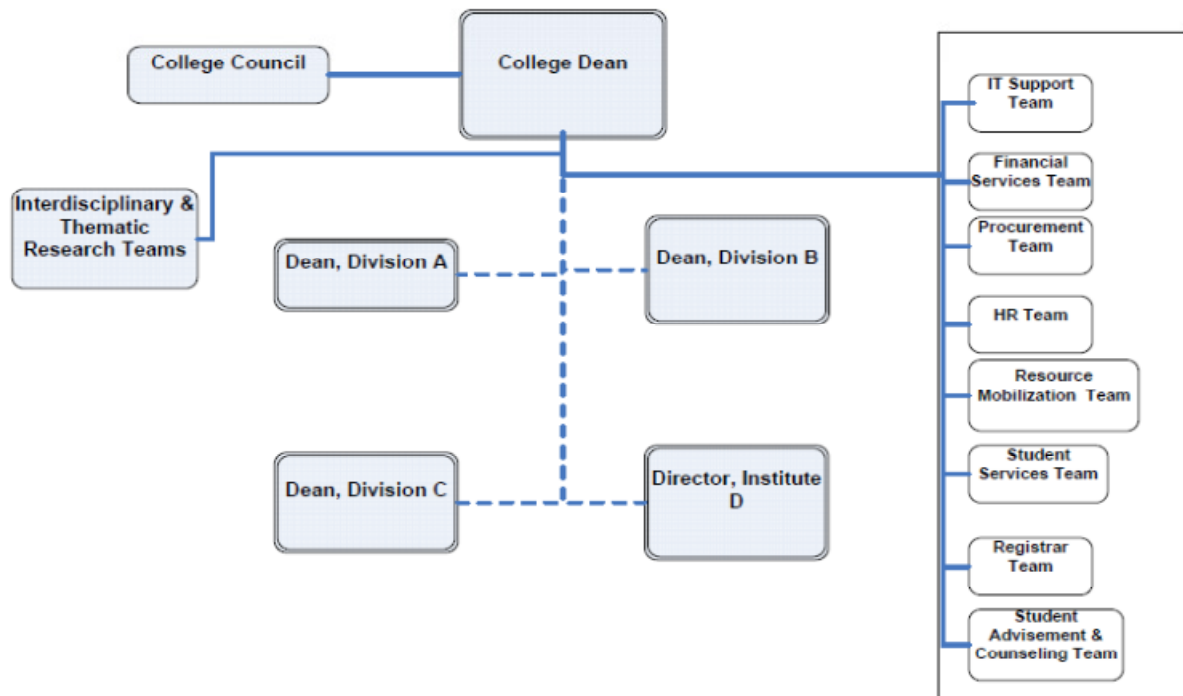 College Council
College Dean
IT Support
Team
Financial
Services Team
Procurement
Team
HR Team
Resource
Mobilization Team
Student
Services Team
Registrar
Team
Student
Advisement &
Counseling Team
Interdisciplinary &
Thematic
Research Teams
Dean, Division A
Dean, Division B
Dean, Division C
Director, Institute
D